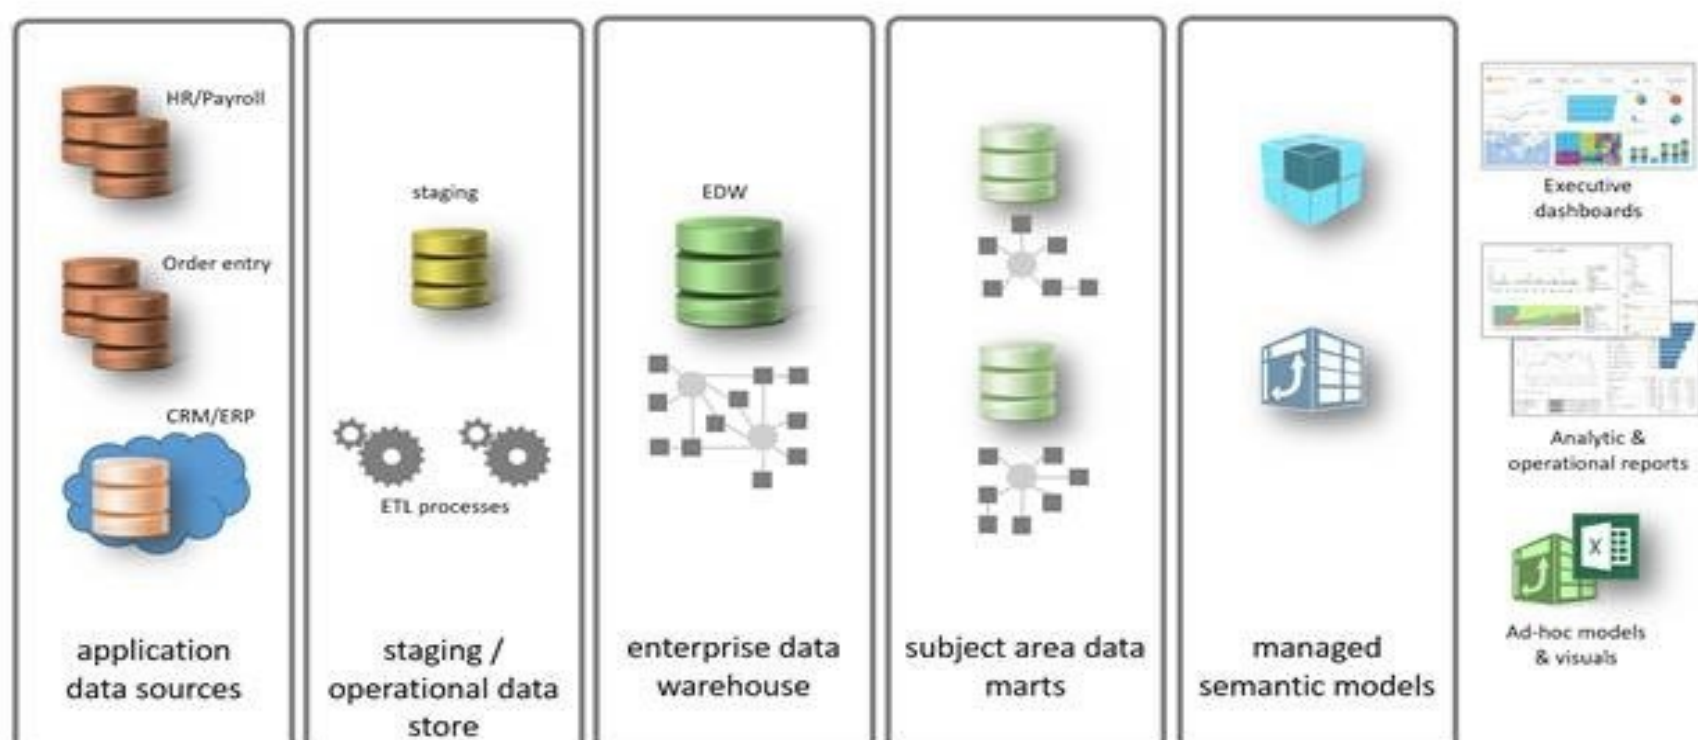 HR/Payroll
Order entry
CRM/ERP
application
data sources
staging
ETL processes
staging /
operational data
store
EDW
enterprise data
warehouse
subject area data
marts
managed
semantic models
Executive
dashboards
Analytic &
operational reports
X
Ad-hoc models
& visuals